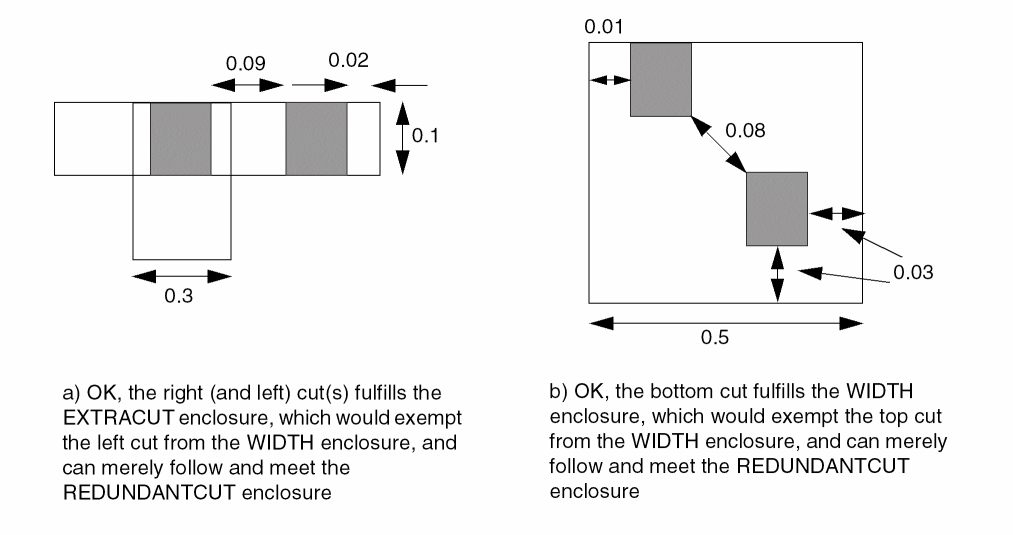 0.01
0.09
0.02
0.1
0.08
0.3
0.03
0.5
a) OK, the right (and left) cut(s) fulfills the
EXTRACUT enclosure, which would exempt
the left cut from the WIDTH enclosure, and
can merely follow and meet the
REDUNDANTCUT enclosure
b) OK, the bottom cut fulfills the WIDTH
enclosure, which would exempt the top cut
from the WIDTH enclosure, and can merely
follow and meet the REDUNDANTCUT
enclosure